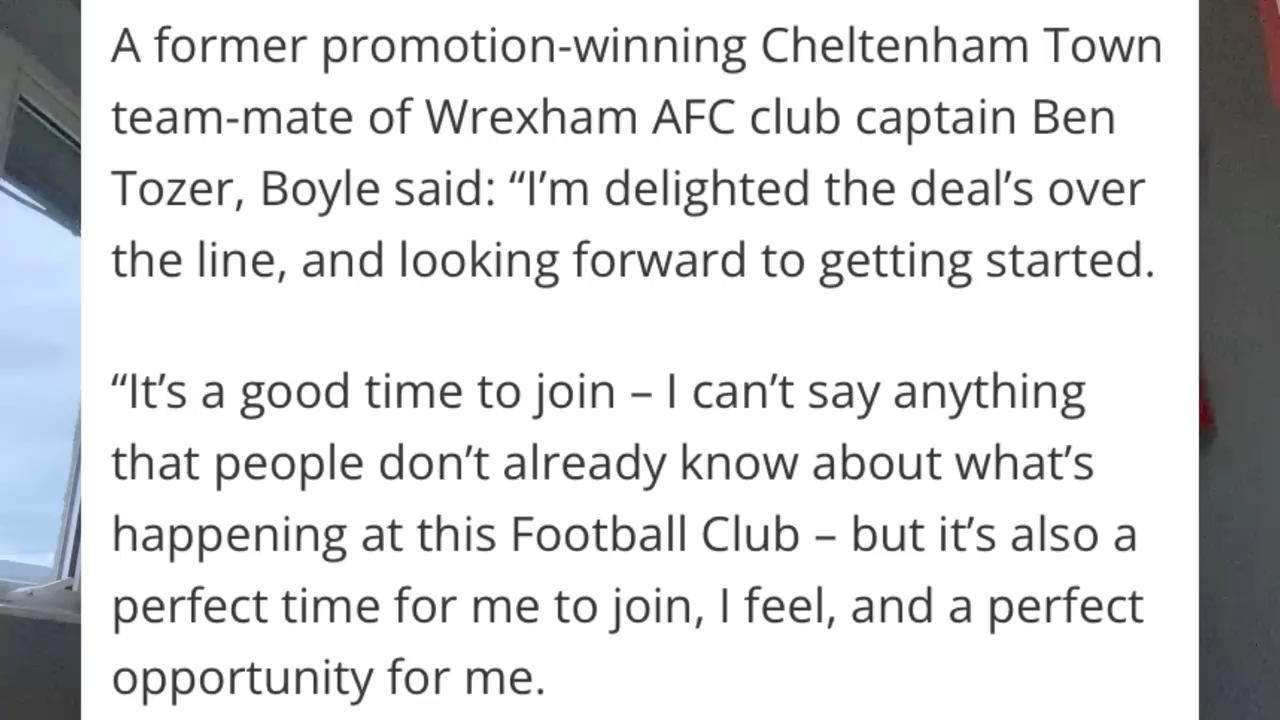 A former promotion-winning Cheltenham Town
team-mate of Wrexham AFC club captain Ben
Tozer, Boyle said: “I’m delighted the deal’s over
the line, and looking forward to getting started.
“It’s a good time to join – I can’t say anything
that people don’t already know about what’s
happening at this Football Club – but it’s also a
perfect time for me to join, I feel, and a perfect
opportunity for me.